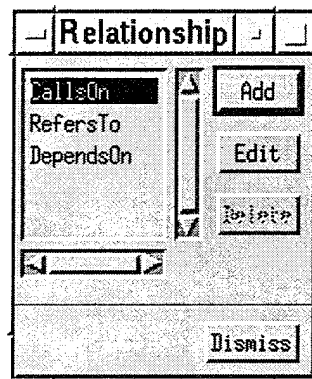 Relationship
CallsOn
RefersTo
DependsOn
Add
Edit
Delete
Dismiss